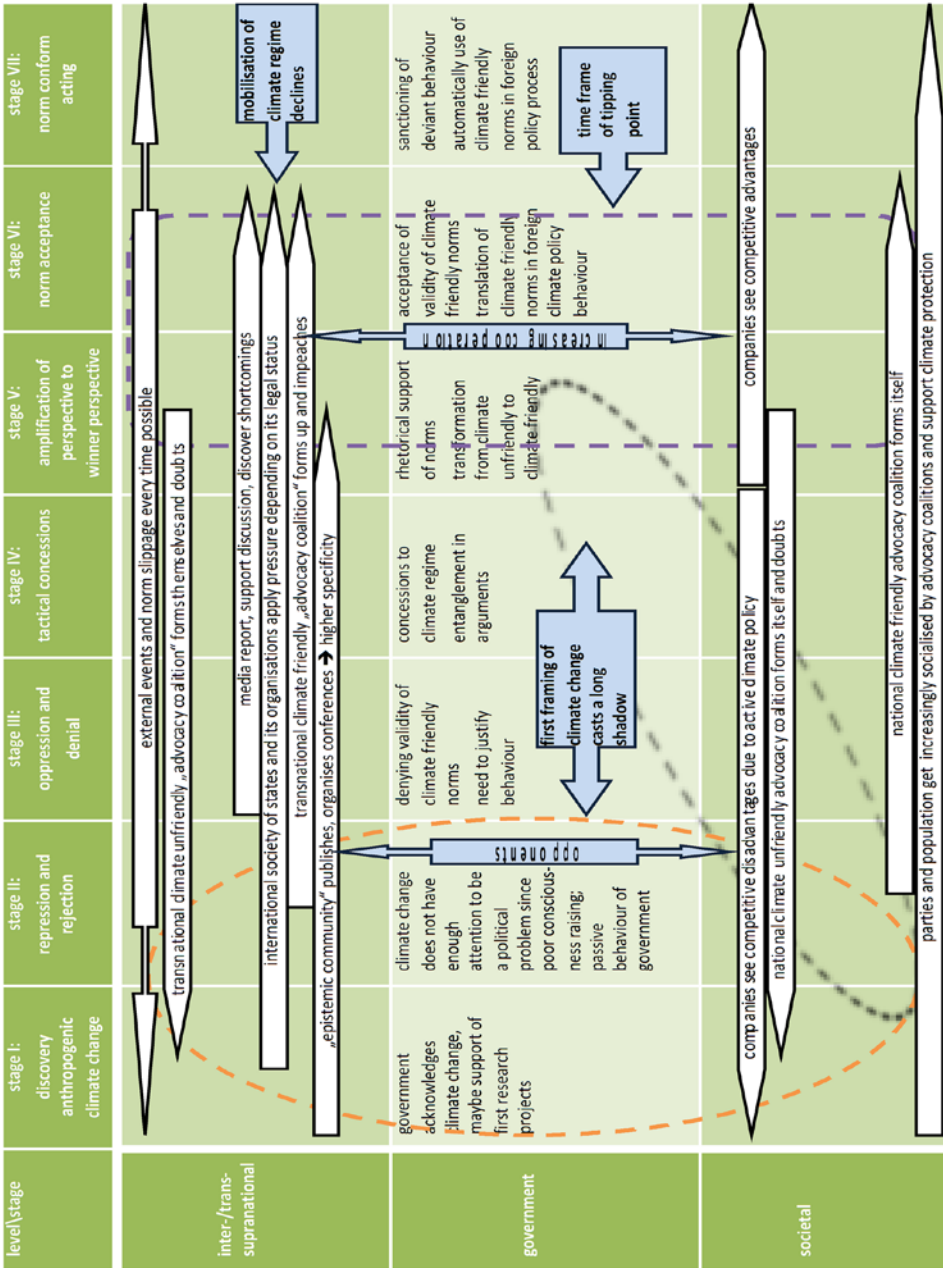 level\stage
stage I:
discovery
anthropogenic
climate change
stage II:
repression and
rejection
stage III:
oppression and
denial
stage IV:
tactical concessions
stage V:
amplification of
perspective to
winner perspective
stage VI:
norm acceptance
stage VII:
norm conform
acting
inter-/trans-
supranational
external events and norm slippage every time possible
transnational climate unfriendly „advocacy coalition“ forms themselves and doubts
media report, support discussion, discover shortcomings
international society of states and its organisations apply pressure depending on its legal status
transnational climate friendly „advocacy coalition“ forms up and impeaches
„epistemic community“ publishes, organises conferences ➔ higher specificity
mobilisation of
climate regime
declines
government
government
acknowledges
climate change,
maybe support of
first research
projects
climate change
does not have
enough
attention to be
a political
problem since
poor conscious-
ness raising;
passive
behaviour of
government
opponents
denying validity of
climate friendly
norms
need to justify
behaviour
concessions to
climate regime
entanglement in
arguments
first framing of
climate change
casts a long
shadow
rhetorical support
of norms
transformation
from climate
unfriendly to
climate friendly
increasing cooperation
acceptance of
validity of climate
friendly norms
translation of
climate friendly
norms in foreign
climate policy
behaviour
sanctioning of
deviant behaviour
automatically use of
climate friendly
norms in foreign
policy process
time frame
of tipping
point
societal
companies see competitive disadvantages due to active climate policy
companies see competitive advantages
national climate unfriendly advocacy coalition forms itself and doubts
national climate friendly advocacy coalition forms itself
parties and population get increasingly socialised by advocacy coalitions and support climate protection